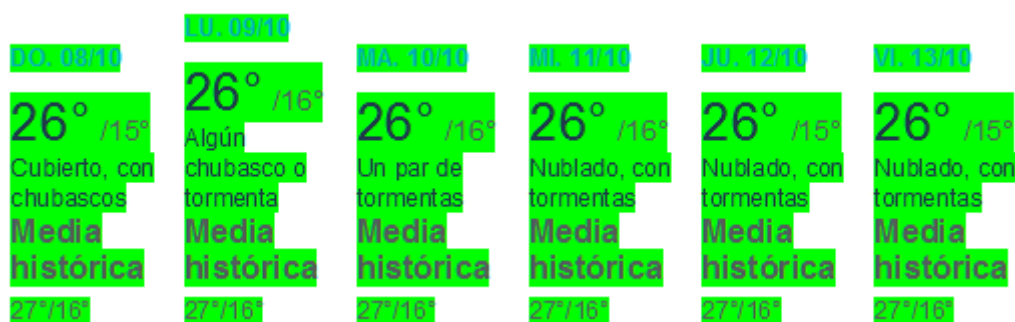 DO. 08/10
26° /15°
Cubierto, con
chubascos
Media
histórica
27°/16°
LU. 09/10
26° /16°
Algún
chubasco o
tormenta
Media
histórica
27°/16°
MA. 10/10
26° /16°
Un par de
tormentas
Media
histórica
27°/16°
MI. 11/10
26° /16°
Nublado, con
tormentas
Media
histórica
27°/16°
JU. 12/10
26° /15°
Nublado, con
tormentas
Media
histórica
27°/16°
VI. 13/10
26° /15°
Nublado, con
tormentas
Media
histórica
27°/16°